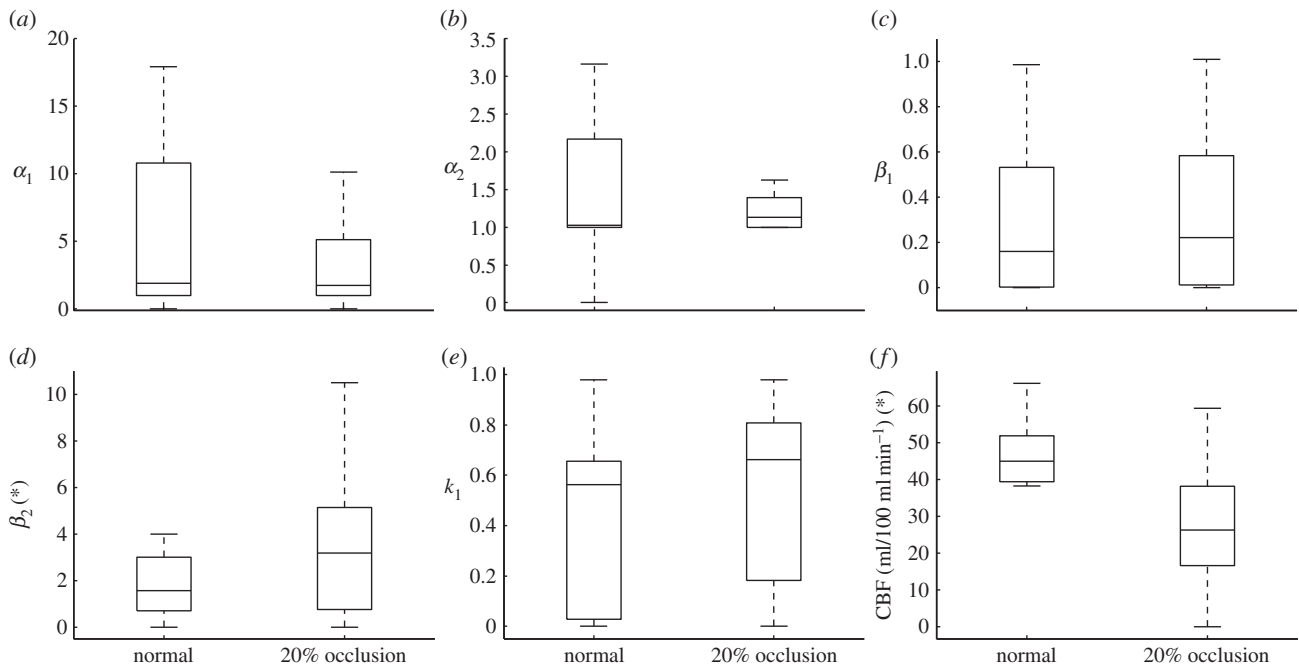 (a)
20
15
10
5
0
α1
(b)
3.5
3.0
2.5
2.0
1.5
1.0
0.5
0
α2
(c)
1.0
0.8
0.6
0.4
0.2
0
β1
(d)
10
8
6
4
2
0
β2 (*)
normal 20% occlusion
(e)
1.0
0.8
0.6
0.4
0.2
0
k1
normal 20% occlusion
(f)
60
50
40
30
20
10
0
CBF (ml/100 ml min−1) (*)
normal 20% occlusion